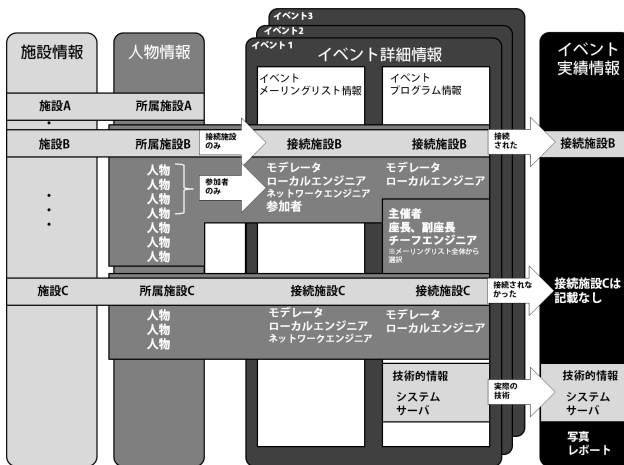 イベント3
イベント2
イベント1
施設情報
人物情報
イベント詳細情報
イベント
実績情報
イベント
メーリングリスト情報
イベント
プログラム情報
施設A
所属施設A
施設B
所属施設B
接続施設
のみ
接続施設B
接続施設B
接続
された
接続施設B
人物
人物
人物
人物
人物
人物
人物
参加者
のみ
モデレータ
ローカルエンジニア
ネットワークエンジニア
参加者
モデレータ
ローカルエンジニア
主催者
座長、副座長
チーフエンジニア
※メーリングリスト全体から
選択
施設C
所属施設C
接続施設C
接続施設C
接続されな
かった
接続施設Cは
記載なし
人物
人物
人物
モデレータ
ローカルエンジニア
ネットワークエンジニア
モデレータ
ローカルエンジニア
技術的情報
システム
サーバ
実際の
技術
技術的情報
システム
サーバ
写真
レポート